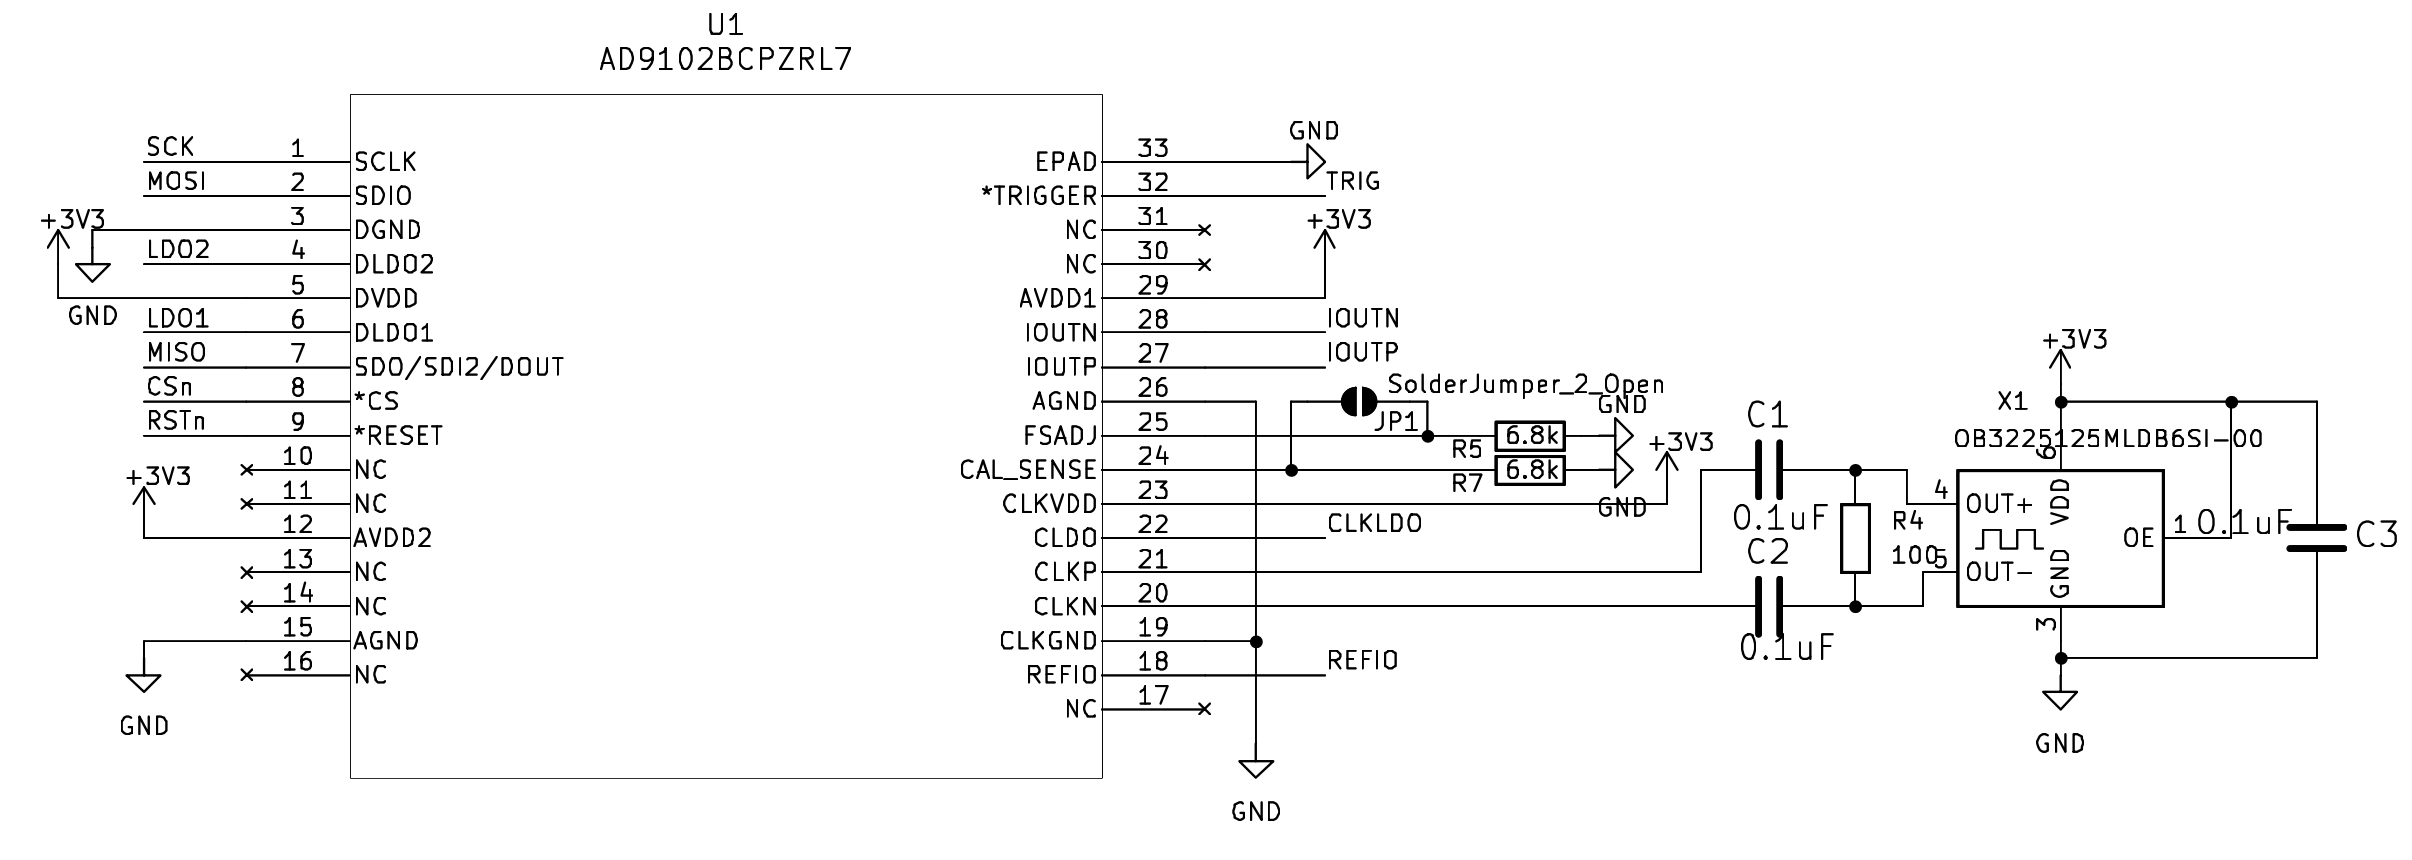 U1
AD9102BCPZRL7
SCK
1
SCLK
MOSI
2
SDIO
+3V3
3
DGND
LDO2
4
DLDO2
5
DVDD
GND
LDO1
6
DLDO1
MISO
7
SDO/SDI2/DOUT
CSn
8
*CS
RSTn
9
*RESET
10
NC
+3V3
11
NC
12
AVDD2
13
NC
14
NC
15
AGND
16
NC
GND
EPAD
33
GND
*TRIGGER
32
TRIG
NC
31
+3V3
NC
30
AVDD1
29
IOUTN
28
IOUTN
IOUTP
27
IOUTP
AGND
26
SolderJumper_2_Open
JP1
GND
FSADJ
25
R5
6.8k
CAL_SENSE
24
R7
6.8k
+3V3
GND
CLKVDD
23
CLDO
22
CLKLDO
CLKP
21
CLKN
20
CLKGND
19
REFIO
18
REFIO
NC
17
GND
C1
0.1uF
C2
0.1uF
R4
100
+3V3
X1
OB3225125MLDB6SI-00
6
4
OUT+
VDD
5
OUT-
GND
OE
1
3
0.1uF
C3
GND